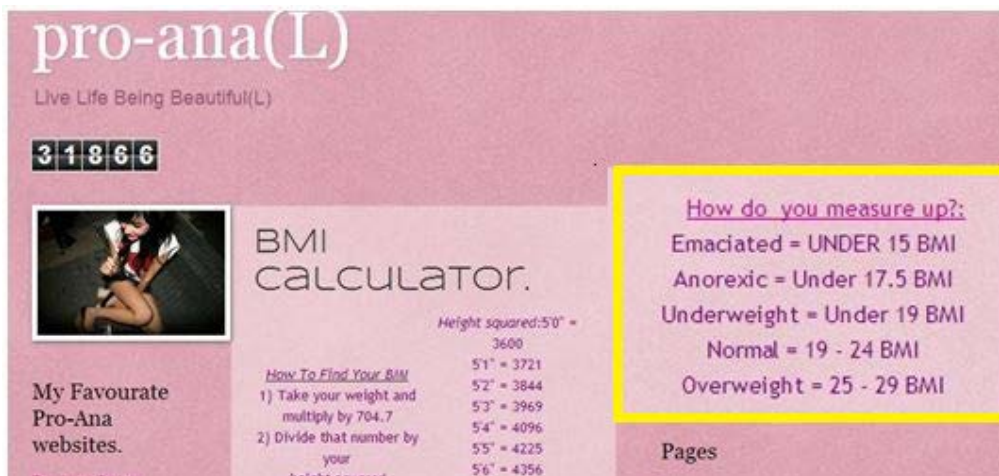 pro-ana(L)
Live Life Being Beautiful(L)
31866
My Favourate
Pro-Ana
websites.
BMI
calculator.
How To Find Your BMI
1) Take your weight and
multiply by 704.7
2) Divide that number by
your
Height squared:5'0" =
3600
5'1" = 3721
5'2" = 3844
5'3" = 3969
5'4" = 4096
5'5" = 4225
5'6" = 4356
How do you measure up?:
Emaciated = UNDER 15 BMI
Anorexic = Under 17.5 BMI
Underweight = Under 19 BMI
Normal = 19 - 24 BMI
Overweight = 25 - 29 BMI
Pages